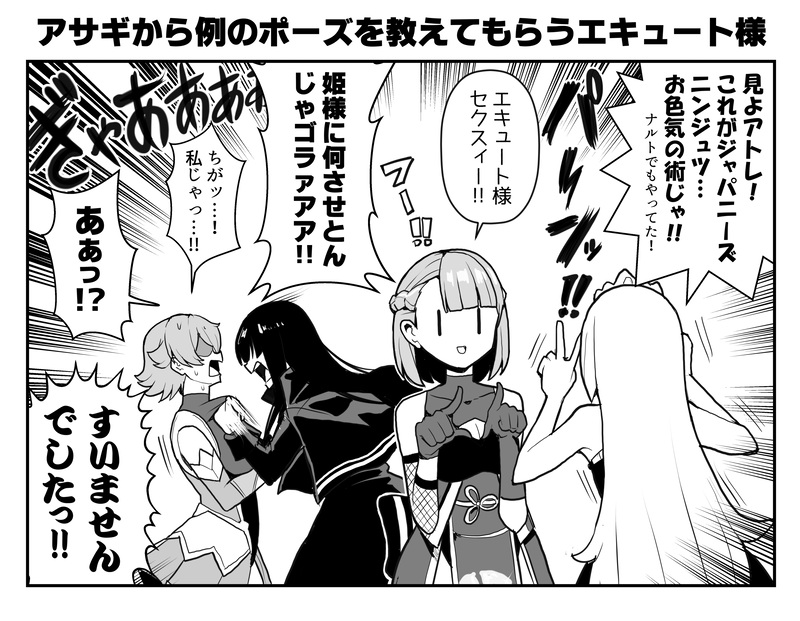 アサギから例のポーズを教えてもらうエキュート様
見よアトレ！
これがジャパニーズ
ニンジュツ…
お色気の術じゃ!!
ナルトでもやってた！
バ
ァ
ァ
ンッ!!
エキュート様
セクスィー!!
フー!!
姫様に何させとん
じゃゴラァアア!!
ぎゃああああ
ちがッ…！
私じゃっ…!!
ああっ!?
すいません
でしたっ!!